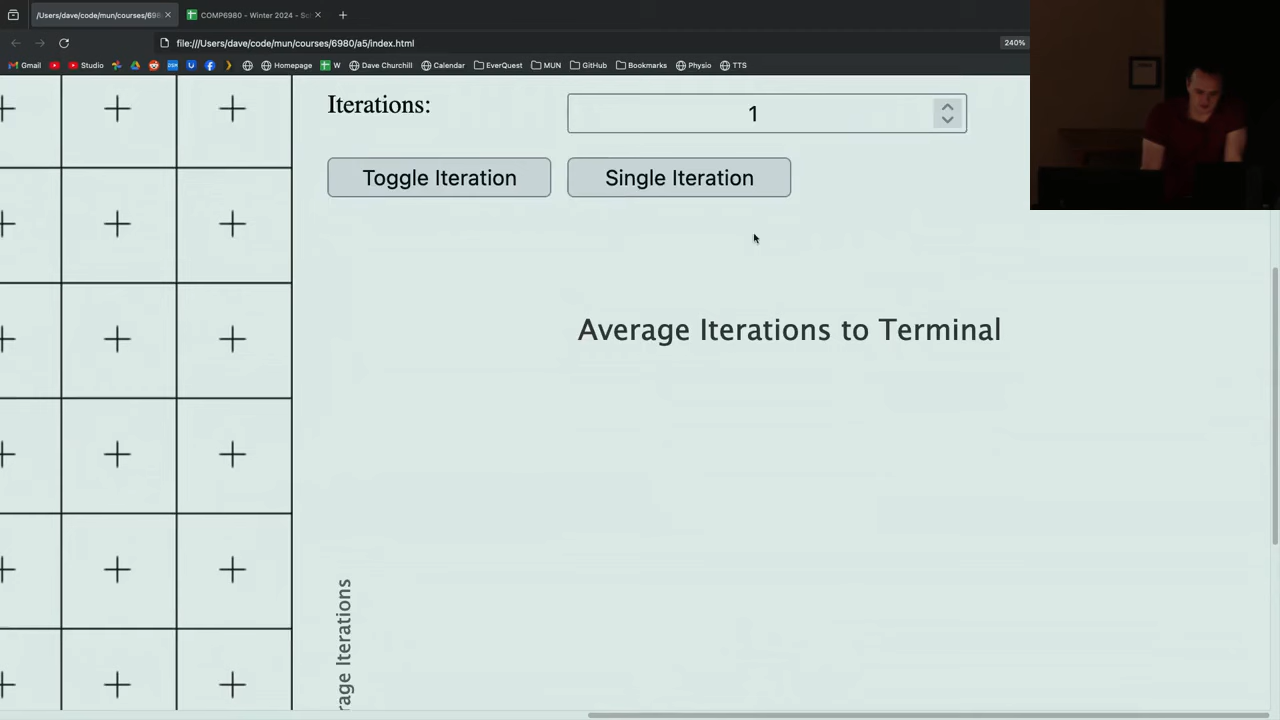 /Users/dave/code/mun/courses/698
COMP6980 - Winter 2024 - Sc
file:///Users/dave/code/mun/courses/6980/a5/index.html
240%
Gmail
Studio
Homepage
W
Dave Churchill
Calendar
EverQuest
MUN
GitHub
Bookmarks
Physio
TTS
Iterations:
1
Toggle Iteration
Single Iteration
Average Iterations to Terminal
rage Iterations